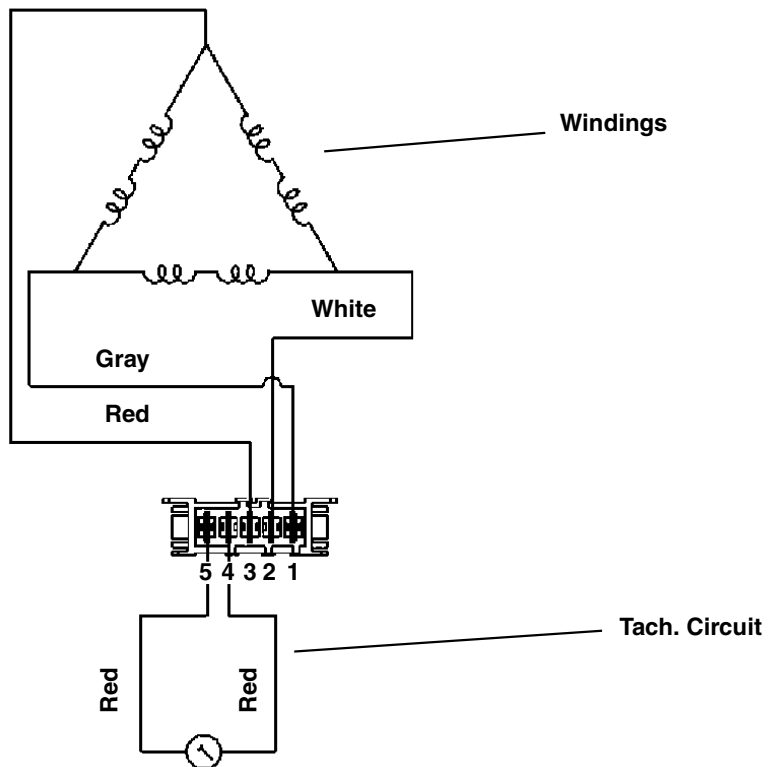 Windings
White
Gray
Red
5 4 3 2 1
Tach. Circuit
Red
Red